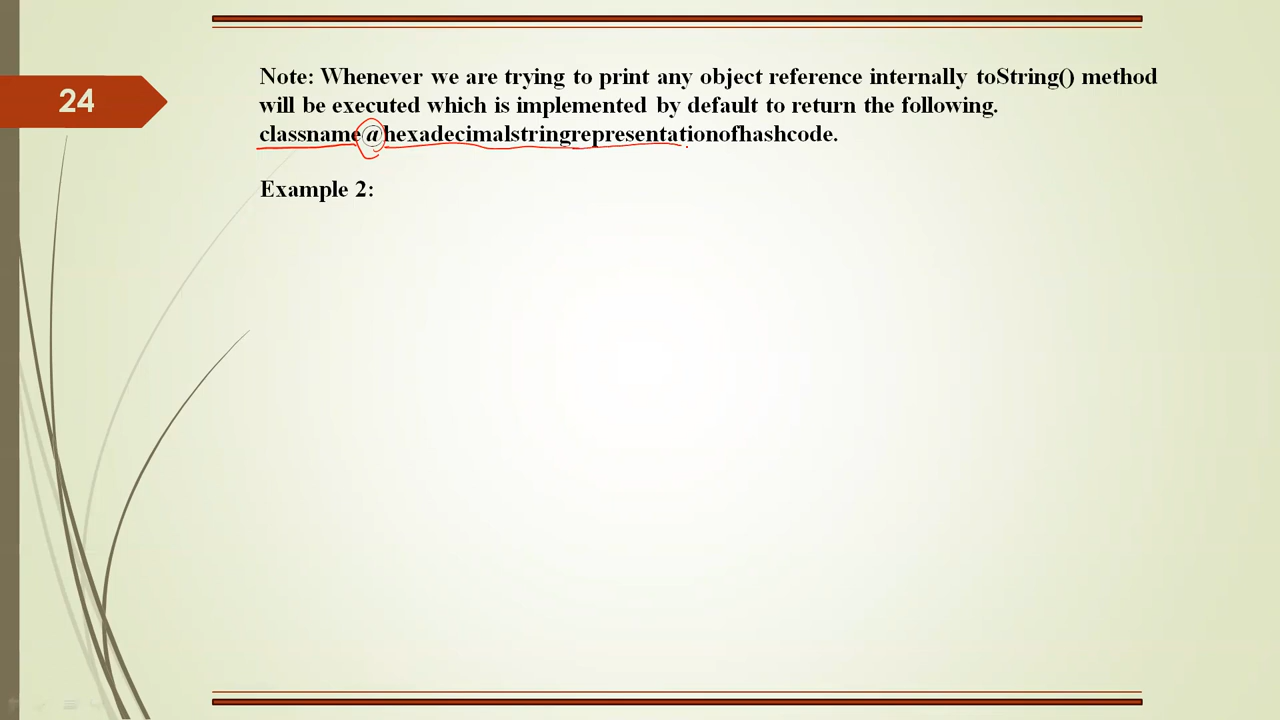 24
Note: Whenever we are trying to print any object reference internally toString() method
will be executed which is implemented by default to return the following.
classname@hexadecimalstringrepresentationofhashcode.
Example 2: